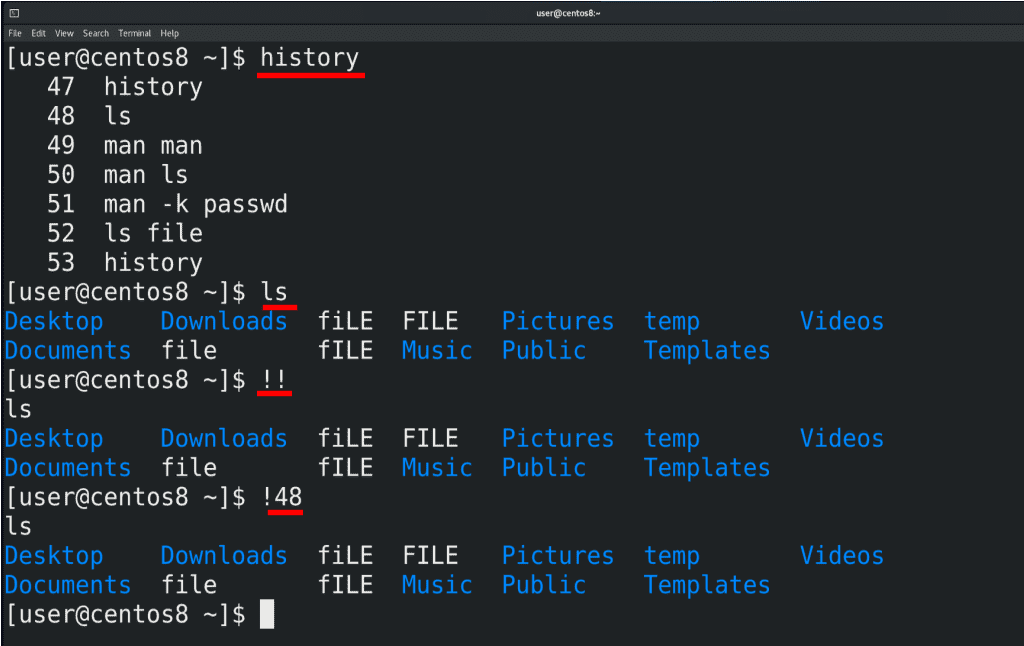 user@centos8:~
File Edit View Search Terminal Help
[user@centos8 ~]$ history
47 history
48 ls
49 man man
50 man ls
51 man -k passwd
52 ls file
53 history
[user@centos8 ~]$ ls
Desktop Downloads fiLE FILE Pictures temp Videos
Documents file fILE Music Public Templates
[user@centos8 ~]$ !!
ls
Desktop Downloads fiLE FILE Pictures temp Videos
Documents file fILE Music Public Templates
[user@centos8 ~]$ !48
ls
Desktop Downloads fiLE FILE Pictures temp Videos
Documents file fILE Music Public Templates
[user@centos8 ~]$